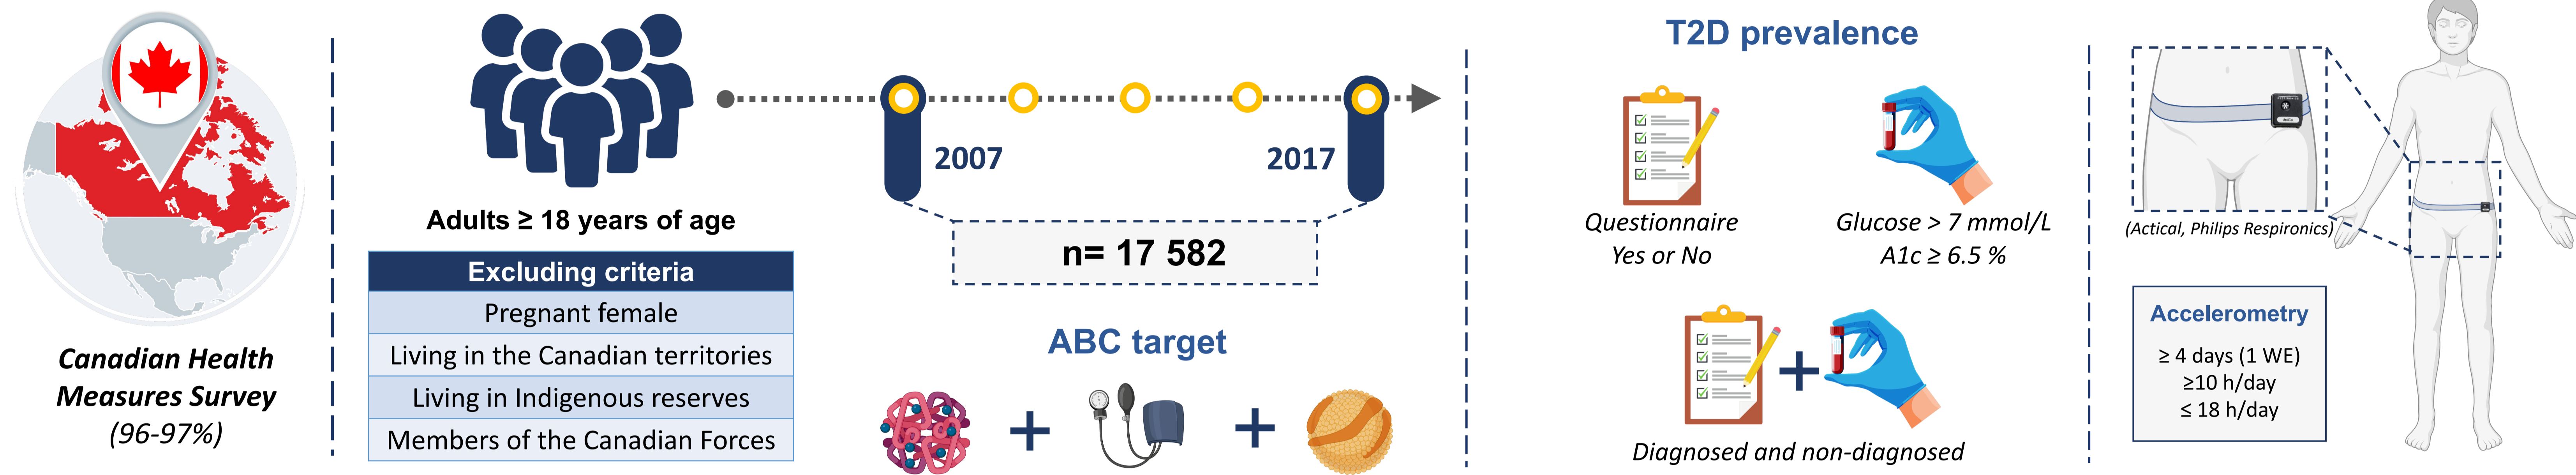 Canadian Health
Measures Survey
(96-97%)
Adults ≥ 18 years of age
Excluding criteria
Pregnant female
Living in the Canadian territories
Living in Indigenous reserves
Members of the Canadian Forces
2007
2017
n= 17 582
ABC target
T2D prevalence
Questionnaire
Yes or No
Glucose > 7 mmol/L
A1c ≥ 6.5 %
Diagnosed and non-diagnosed
(Actical, Philips Respironics)
Accelerometry
≥ 4 days (1 WE)
≥10 h/day
≤ 18 h/day